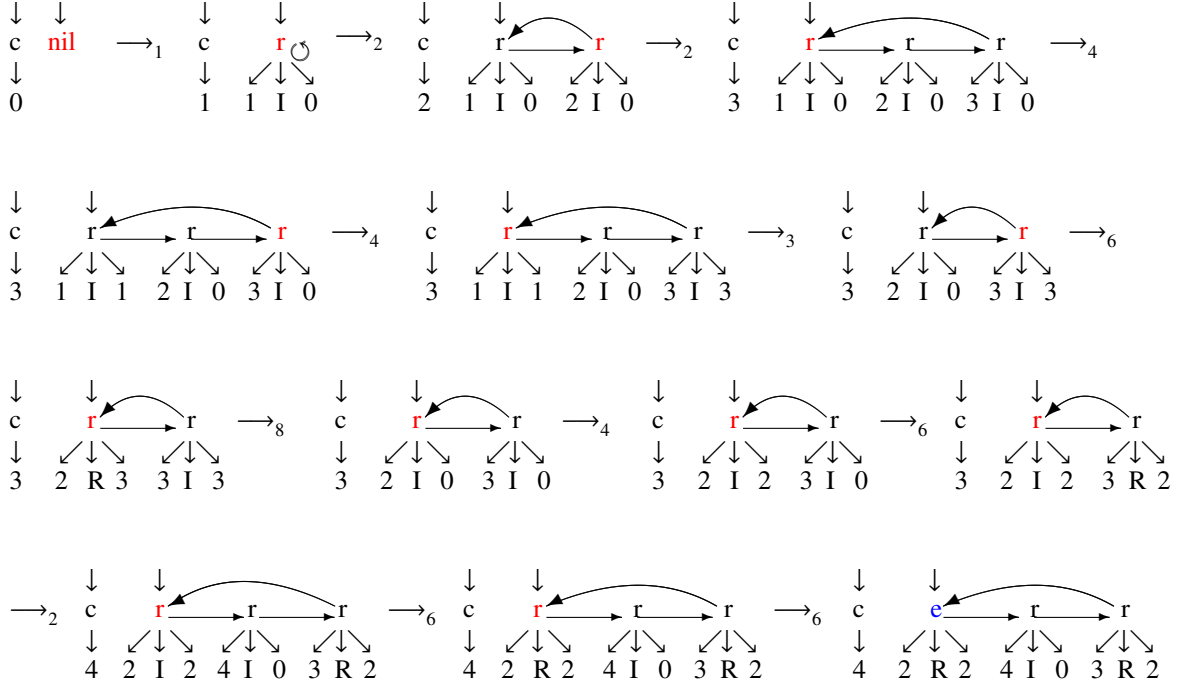 c nil →1 c r →2 c r r →2 c r r r →4
0 1 1 I 0 2 1 I 0 2 I 0 3 1 I 0 2 I 0 3 I 0
c r r r →4 c r r r →3 c r r →6
3 1 I 1 2 I 0 3 I 0 3 1 I 1 2 I 0 3 I 3 3 2 I 0 3 I 3
c r r →8 c r r →4 c r r →6 c r r
3 2 R 3 3 I 3 3 2 I 0 3 I 0 3 2 I 2 3 I 0 3 2 I 2 3 R 2
→2 c r r r →6 c r r r →6 c e r r
4 2 I 2 4 I 0 3 R 2 4 2 R 2 4 I 0 3 R 2 4 2 R 2 4 I 0 3 R 2